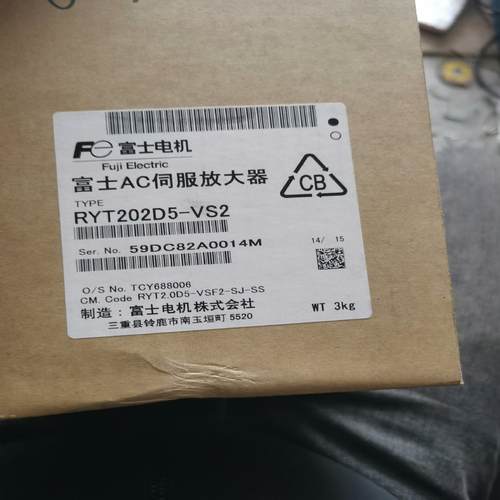 Fe 富士电机
Fuji Electric
富士AC伺服放大器
TYPE
RYT202D5-VS2
CB
Ser. No. 59DC82A0014M
14/ 15
O/S No. TCY688006
CM. Code RYT2.0D5-VSF2-SJ-SS
制造：富士电机株式会社
三重县铃鹿市南玉垣町 5520
WT 3kg